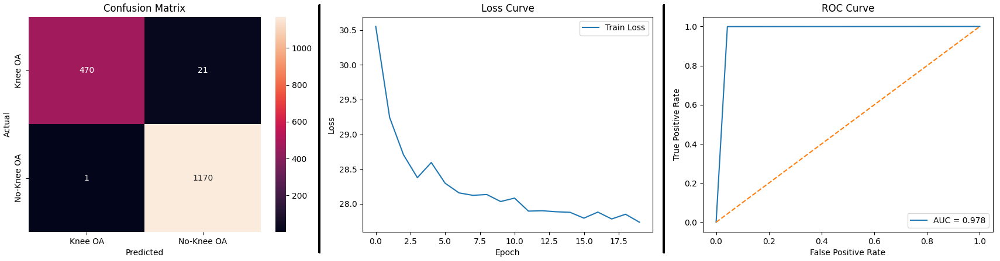 Confusion Matrix
Knee OA
No-Knee OA
Actual
470
21
1
1170
Knee OA
No-Knee OA
Predicted
1000
800
600
400
200
Loss Curve
Train Loss
30.5
30.0
29.5
29.0
28.5
28.0
Loss
0.0
2.5
5.0
7.5
10.0
12.5
15.0
17.5
Epoch
ROC Curve
1.0
0.8
0.6
0.4
0.2
0.0
True Positive Rate
AUC = 0.978
0.0
0.2
0.4
0.6
0.8
1.0
False Positive Rate